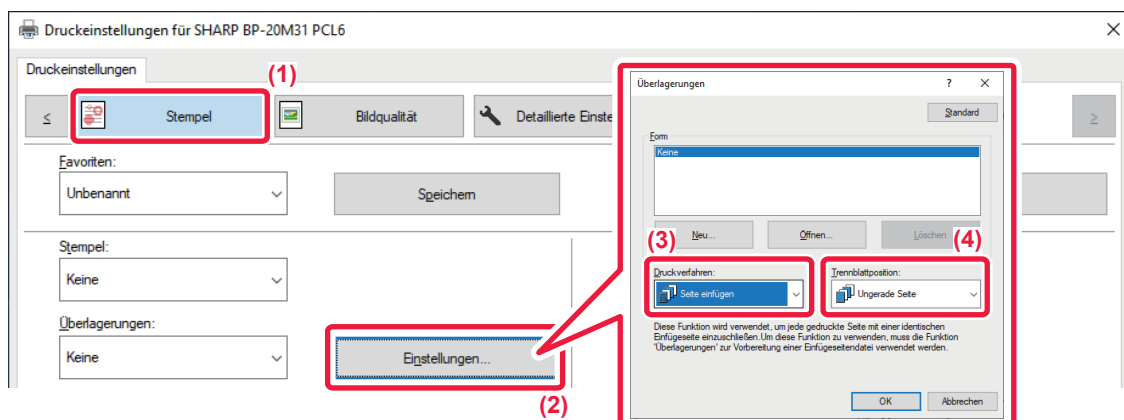 Druckeinstellungen für SHARP BP-20M31 PCL6
Druckeinstellungen
(1)
<
Stempel
Bildqualität
Detaillierte Einste
>
Favoriten:
Unbenannt
Speichern
Stempel:
Keine
Überlagerungen:
Keine
Einstellungen...
(2)
Überlagerungen
?
Standard
Form
Keine
Neu...
Öffnen...
Löschen
(3)
(4)
Druckverfahren:
Trennblattposition:
Seite einfügen
Ungerade Seite
Diese Funktion wird verwendet, um jede gedruckte Seite mit einer identischen
Einfügeseite einzuschließen.Um diese Funktion zu verwenden, muss die Funktion
'Überlagerungen' zur Vorbereitung einer Einfügeseitendatei verwendet werden.
OK
Abbrechen